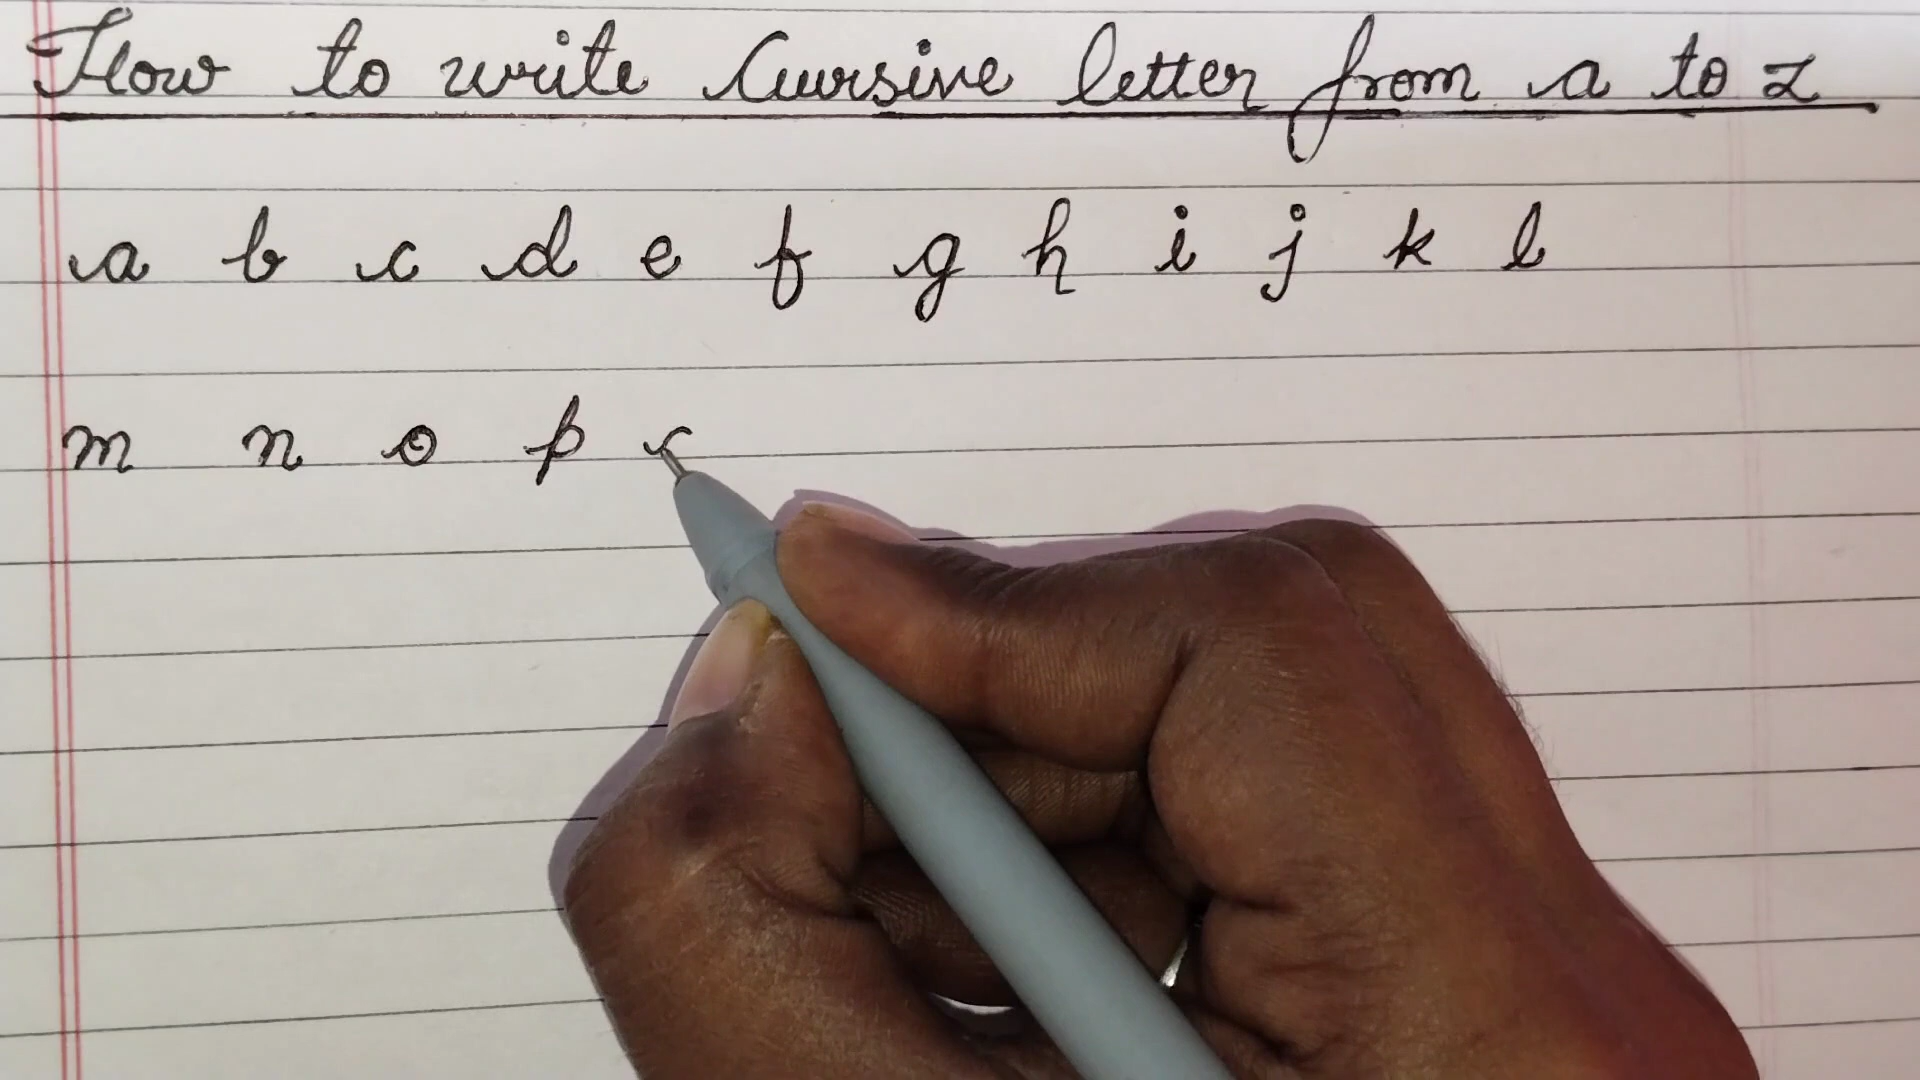 How to write Cursive letter from a to z
a b c d e f g h i j k l
m n o p